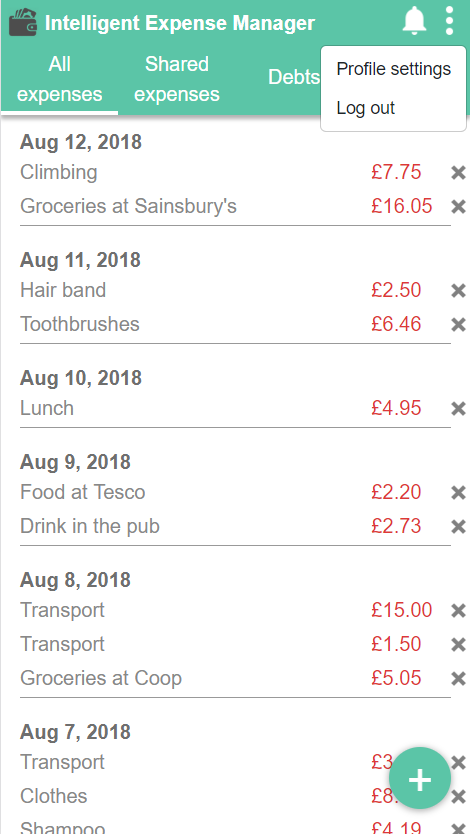 Intelligent Expense Manager
All expenses
Shared expenses
Debts
Profile settings
Log out
Aug 12, 2018
Climbing £7.75
Groceries at Sainsbury's £16.05
Aug 11, 2018
Hair band £2.50
Toothbrushes £6.46
Aug 10, 2018
Lunch £4.95
Aug 9, 2018
Food at Tesco £2.20
Drink in the pub £2.73
Aug 8, 2018
Transport £15.00
Transport £1.50
Groceries at Coop £5.05
Aug 7, 2018
Transport £3
Clothes £8.
Shampoo £4.19